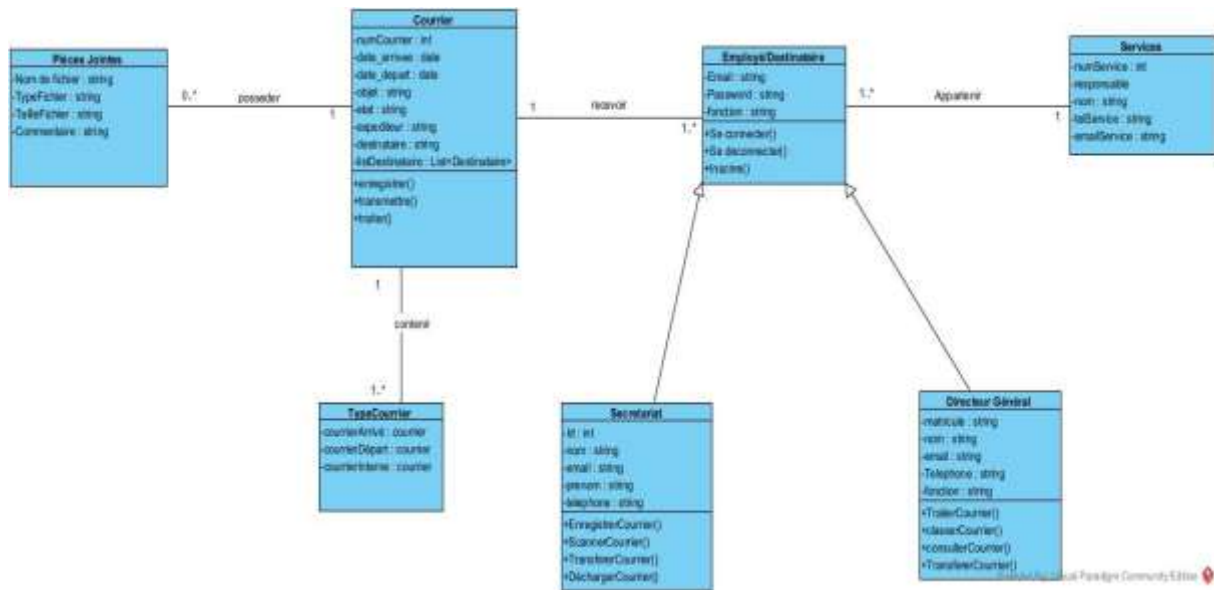 Pièces Jointes
-Nom de fichier : string
-TypeFichier : string
-TailleFichier : string
-Commentaire : string
0..*
posseder
1
Courrier
-numCourrier : int
-date_arrivee : date
-date_depart : date
-objet : string
-etat : string
-expediteur : string
-destinataire : string
-listDestinataire : List<Destinataire>
+enregistrer()
+transmettre()
+traiter()
1
recevoir
1..*
Employé/Destinataire
-Email : string
-Password : string
-fonction : string
+Se connecter()
+Se deconnecter()
+Inscrire()
1..*
Appartenir
1
Services
-numService : int
-responsable
-nom : string
-telService : string
-emailService : string
1
contenir
1..*
TypeCourrier
-courrierArrivé : courrier
-courrierDépart : courrier
-courrierInterne : courrier
Secretariat
-Id : int
-nom : string
-email : string
-prenom : string
-telephone : string
+EnregistrerCourrier()
+ScannerCourrier()
+TransfererCourrier()
+DéchargerCourrier()
Directeur Général
-matricule : string
-nom : string
-email : string
-Telephone : string
-fonction : string
+TraiterCourrier()
+classerCourrier()
+consulterCourrier()
+TransfererCourrier()
Visual Paradigm Community Edition